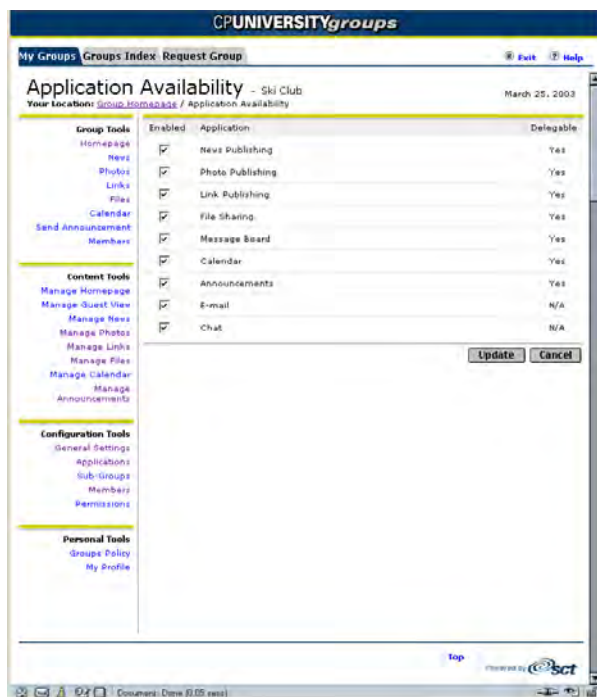 CPUNIVERSITYgroups
My Groups Groups Index Request Group Exit Help
Application Availability - Ski Club March 25, 2003
Your Location: Group Homepage / Application Availability
Group Tools
Homepage
News
Photos
Links
Files
Calendar
Send Announcement
Members
Content Tools
Manage Homepage
Manage Guest View
Manage News
Manage Photos
Manage Links
Manage Files
Manage Calendar
Manage
Announcements
Configuration Tools
General Settings
Applications
Sub-Groups
Members
Permissions
Personal Tools
Groups Policy
My Profile
Enabled Application Delegable
News Publishing Yes
Photo Publishing Yes
Link Publishing Yes
File Sharing Yes
Message Board Yes
Calendar Yes
Announcements Yes
E-mail N/A
Chat N/A
Update Cancel
Top
Powered by sct
Document: Done (0.05 secs)